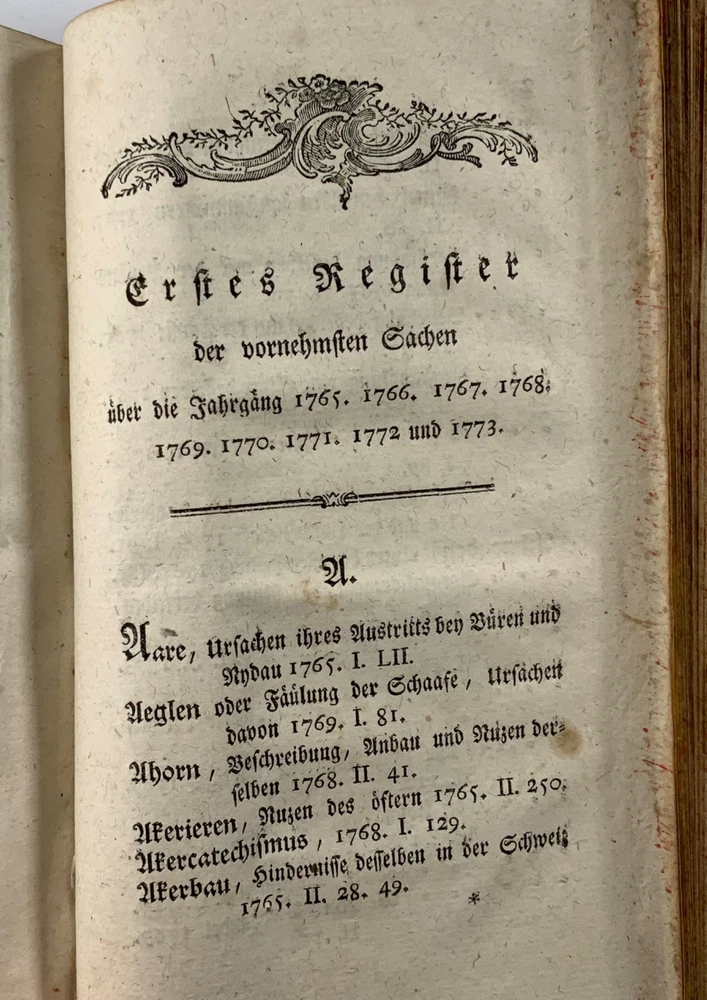 Erstes Register
der vornehmsten Sachen
über die Jahrgäng 1765. 1766. 1767. 1768.
1769. 1770. 1771. 1772 und 1773.
A.
Aare, Ursachen ihres Austritts bey Büren und
Nydau 1765. I. LII.
Aeglen oder Fäülung der Schaafe, Ursachen
davon 1769. I. 81.
Ahorn, Beschreibung, Anbau und Nuzen der-
selben 1768. II. 41.
Akerieren, Nuzen des öftern 1765. II. 250.
Akercatechismus, 1768. I. 129.
Akerbau, Hindernisse desselben in der Schweiz
1765. II. 28. 49.
*